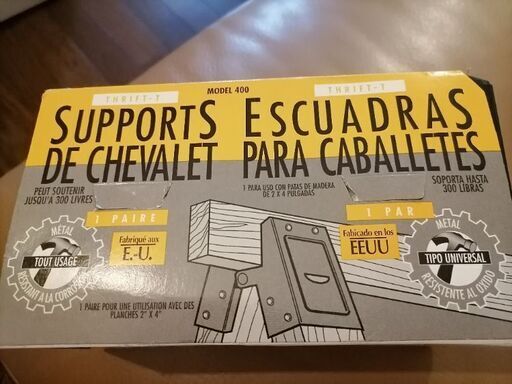 MODEL 400
THRIFT-T
SUPPORTS
DE CHEVALET
PEUT SOUTENIR
JUSQU'A 300 LIVRES
1 PAIRE
Fabriqué aux
E.-U.
MÉTAL
TOUT USAGE
RÉSISTANT A LA CORROSION
1 PAIRE POUR UNE UTILISATION AVEC DES
PLANCHES 2" X 4"
THRIFT-T
ESCUADRAS
PARA CABALLETES
1 PARA USO CON PATAS DE MADERA
DE 2 X 4 PULGADAS
SOPORTA HASTA
300 LIBRAS
1 PAR
Fabicado en los
EEUU
METAL
TIPO UNIVERSAL
RESISTENTE AL OXIDO